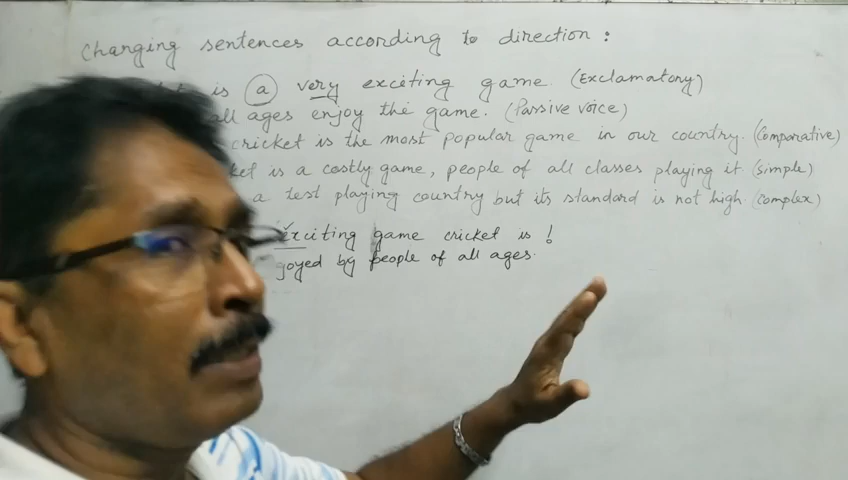 Changing sentences according to direction :
is a very exciting game. (Exclamatory)
all ages enjoy the game. (Passive voice)
cricket is the most popular game in our country. (Comparative)
ket is a costly game, people of all classes playing it. (simple)
a test playing country but its standard is not high. (complex)
exciting game cricket is !
joyed by people of all ages.